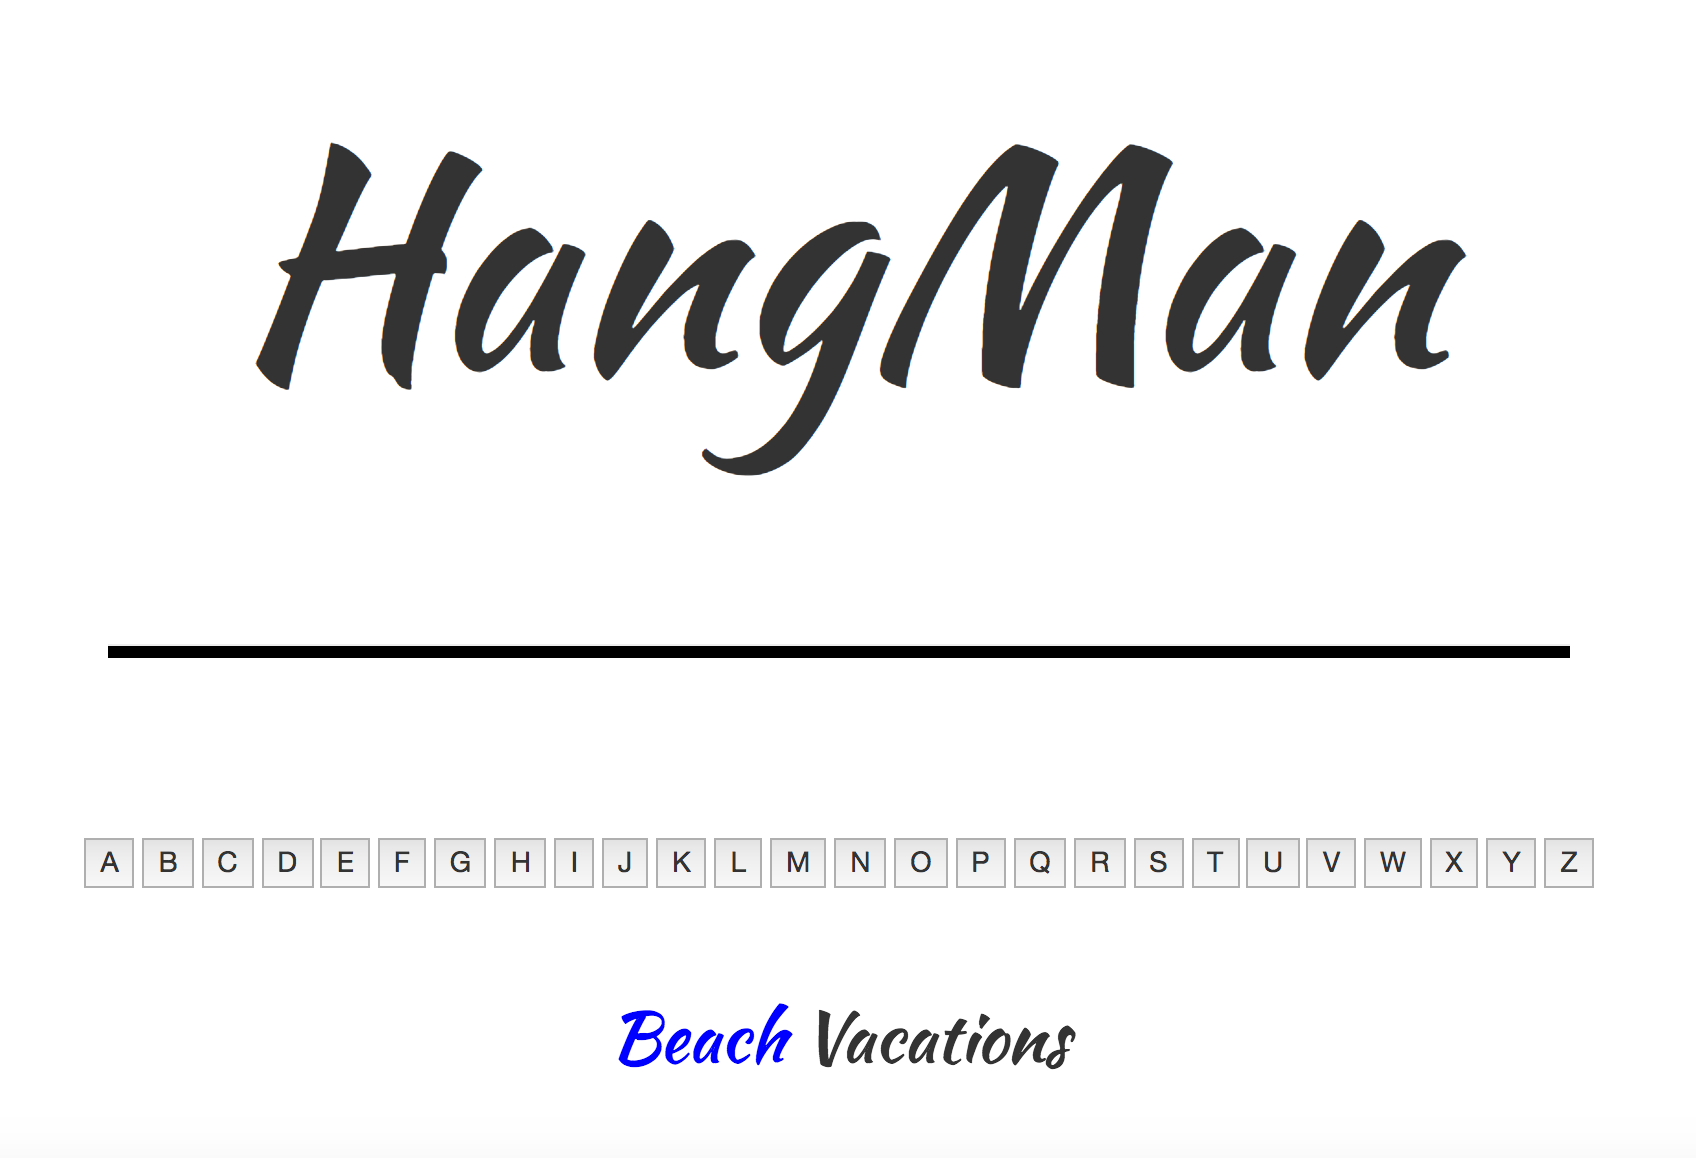 HangMan
A B C D E F G H I J K L M N O P Q R S T U V W X Y Z
Beach Vacations